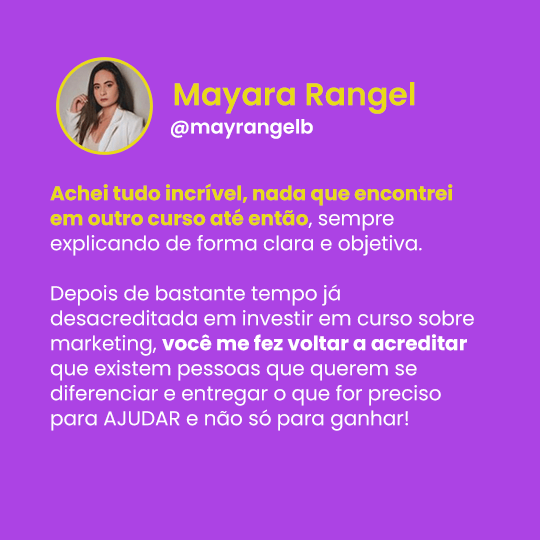 Mayara Rangel
@mayrangelb
Achei tudo incrível, nada que encontrei
em outro curso até então, sempre
explicando de forma clara e objetiva.
Depois de bastante tempo já
desacreditada em investir em curso sobre
marketing, você me fez voltar a acreditar
que existem pessoas que querem se
diferenciar e entregar o que for preciso
para AJUDAR e não só para ganhar!